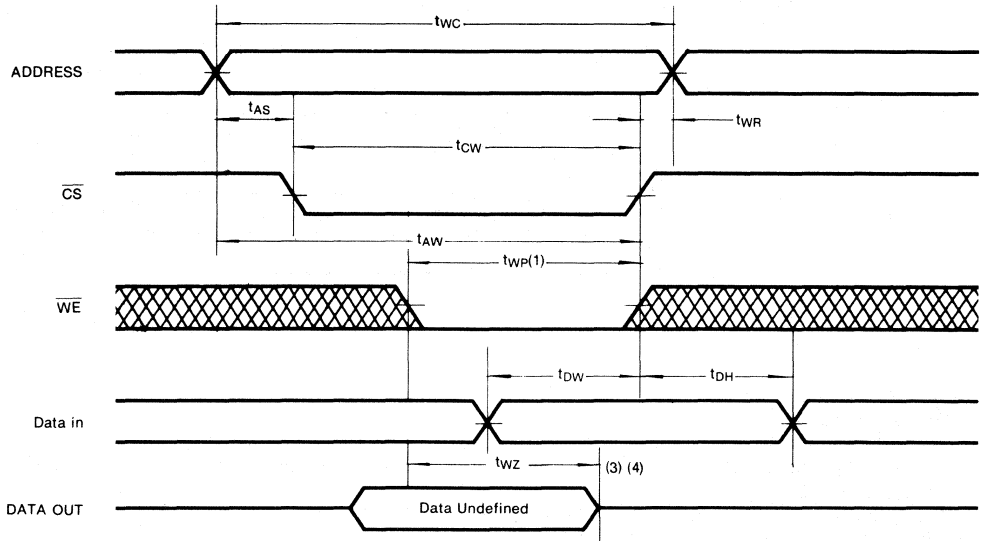 tWC
ADDRESS
tAS
tWR
tCW
CS
tAW
tWP(1)
WE
tDW
tDH
Data in
tWZ
(3) (4)
DATA OUT
Data Undefined